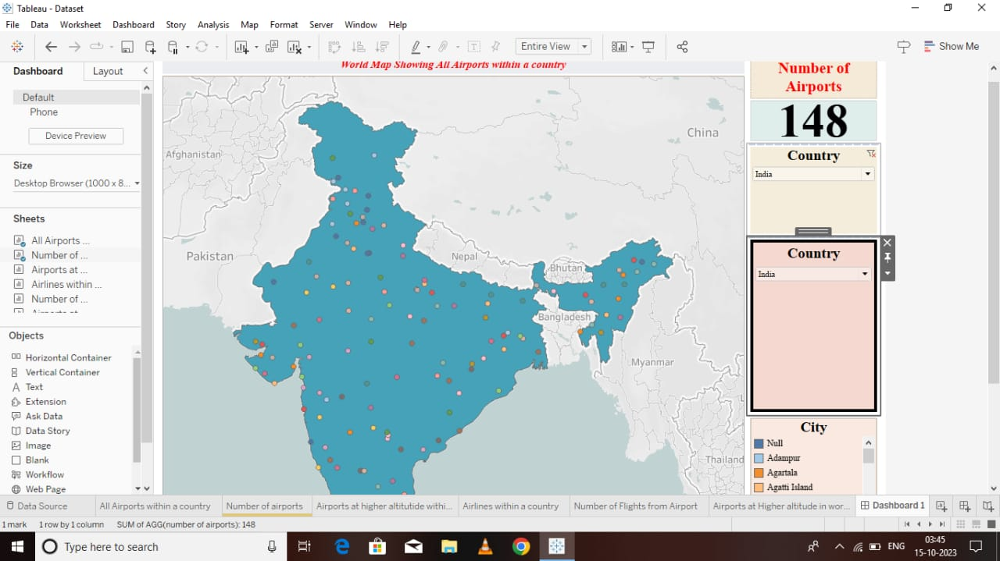 Tableau - Dataset
File Data Worksheet Dashboard Story Analysis Map Format Server Window Help
Entire View
Show Me
Dashboard
Layout
Default
Phone
Device Preview
Size
Desktop Browser (1000 x 8...
Sheets
All Airports ...
Number of ...
Airports at ...
Airlines within ...
Number of ...
Airports at
Objects
Horizontal Container
Vertical Container
Text
Extension
Ask Data
Data Story
Image
Blank
Workflow
Web Page
World Map Showing All Airports within a country
Afghanistan
China
Pakistan
Nepal
Bhutan
Bangladesh
Myanmar
Thailand
Number of
Airports
148
Country
India
Country
India
City
Null
Adampur
Agartala
Agatti Island
Data Source
All Airports within a country
Number of airports
Airports at higher altitutide withi...
Airlines within a country
Number of Flights from Airport
Airports at Higher altitude in wor...
Dashboard 1
1 mark 1 row by 1 column SUM of AGG(number of airports): 148
Type here to search
ENG
03:45
15-10-2023